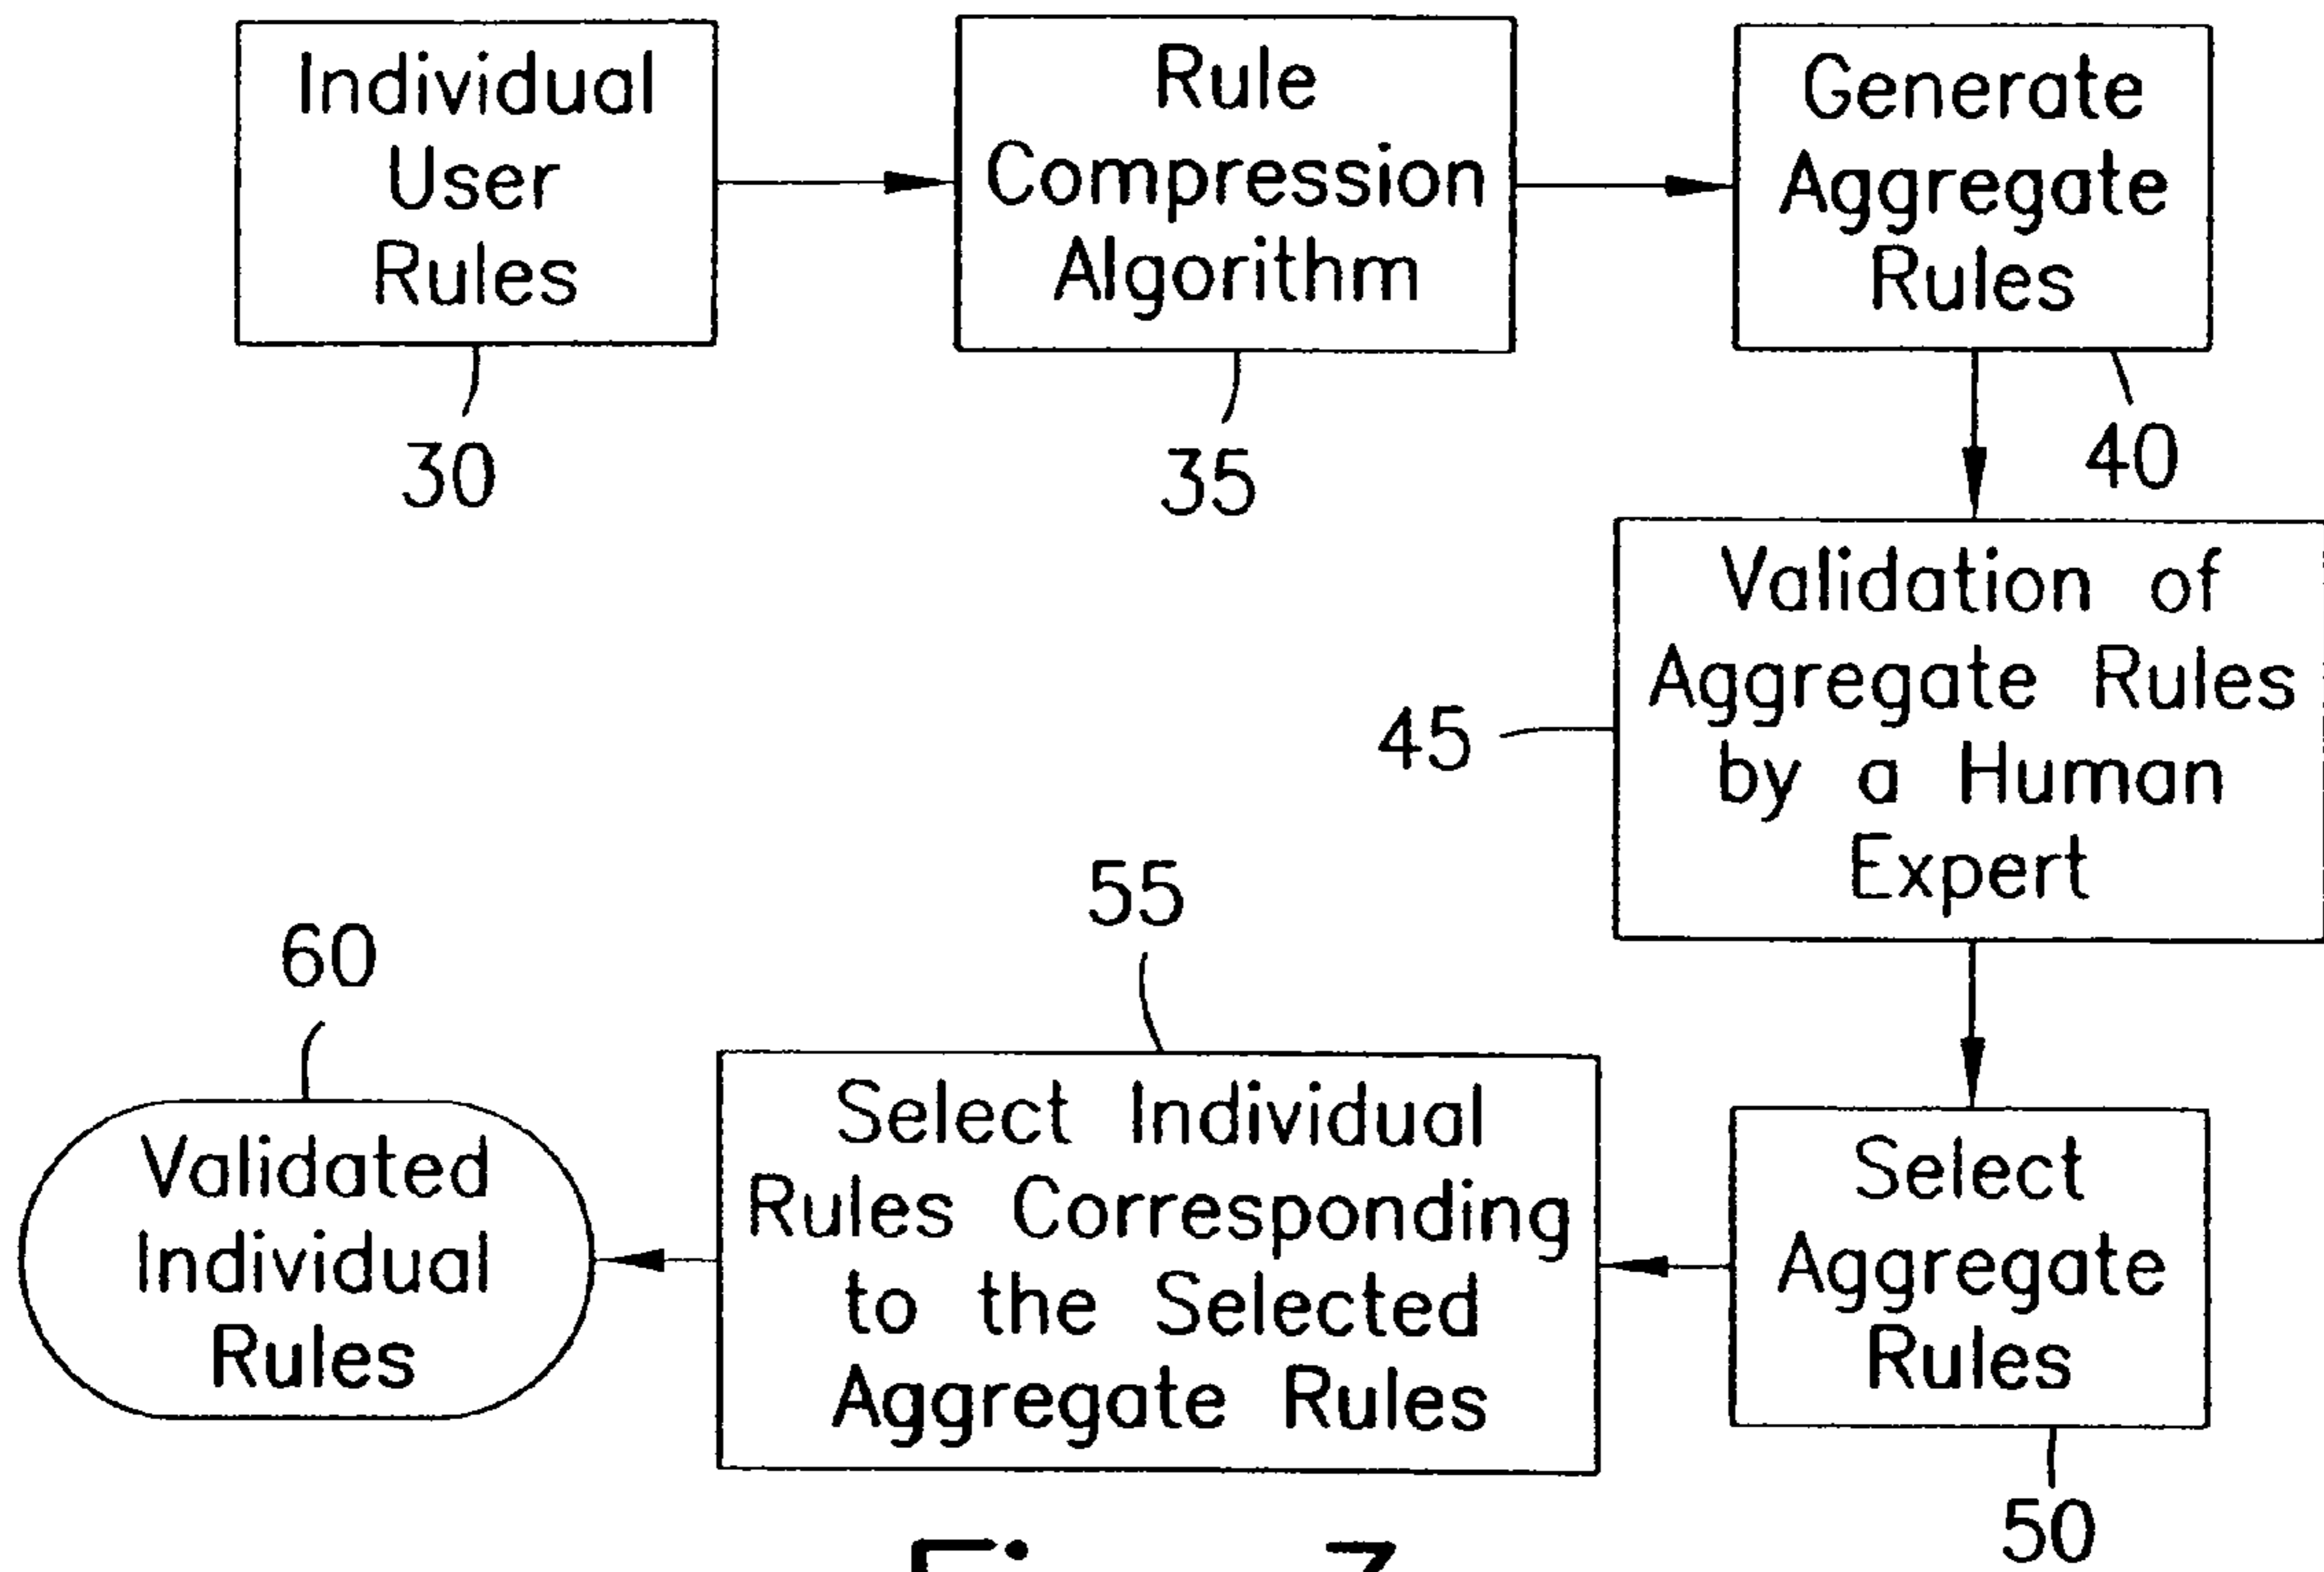 Individual
User
Rules
30
Rule
Compression
Algorithm
35
Generate
Aggregate
Rules
40
Validation of
Aggregate Rules
by a Human
Expert
45
Select
Aggregate
Rules
50
Select Individual
Rules Corresponding
to the Selected
Aggregate Rules
55
Validated
Individual
Rules
60